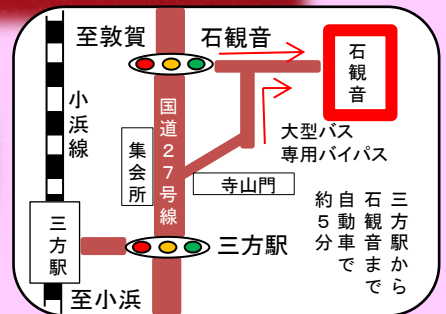 至敦賀
石観音
石観音
小浜線
国道27号線
大型バス
専用バイパス
集会所
寺山門
三方駅から
石観音まで
自動車で
約5分
三方駅
三方駅
至小浜